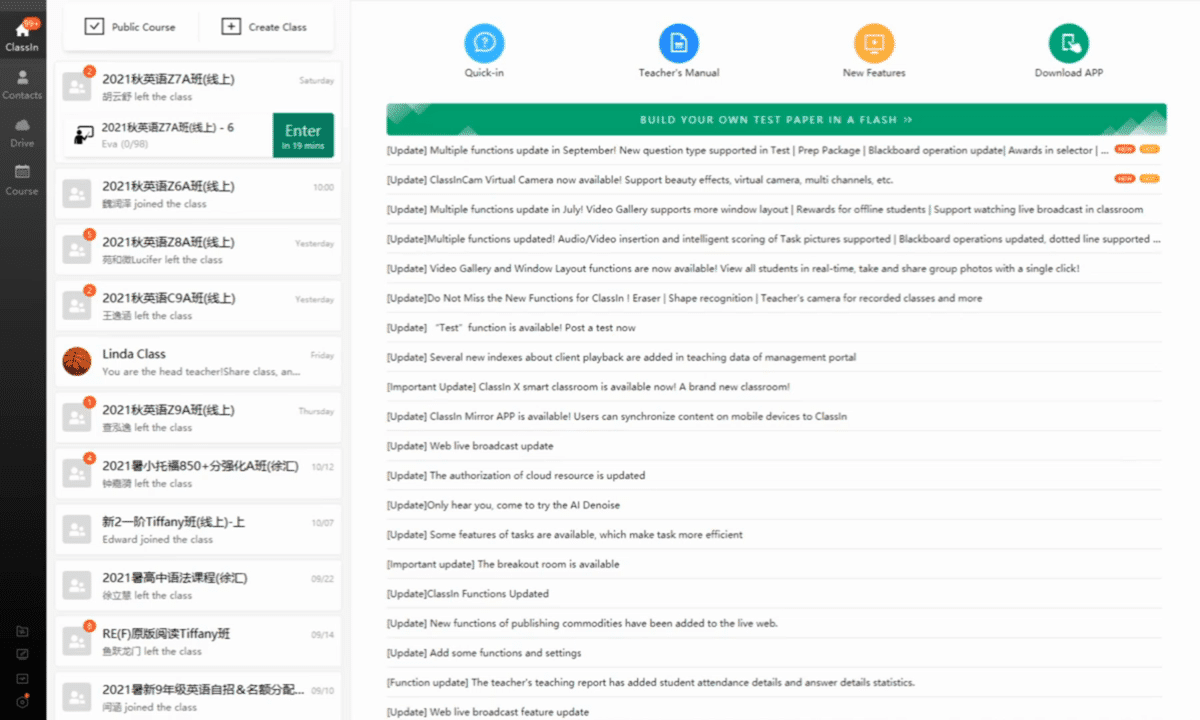 99+
ClassIn
Contacts
Drive
Course
Public Course
Create Class
2
2021秋英语Z7A班(线上)
Saturday
胡云舒 left the class
2021秋英语Z7A班(线上) - 6
Eva (0/98)
Enter
In 19 mins
2021秋英语Z6A班(线上)
10:00
魏润泽 joined the class
5
2021秋英语Z8A班(线上)
Yesterday
苑和微Lucifer left the class
2
2021秋英语C9A班(线上)
Yesterday
王逸涵 left the class
Linda Class
Friday
You are the head teacher!Share class, an...
1
2021秋英语Z9A班(线上)
Thursday
查泓逸 left the class
4
2021暑小托福850+分强化A班(徐汇)
10/12
钟嘉漪 left the class
新2一阶Tiffany班(线上)-上
10/07
Edward joined the class
2021暑高中语法课程(徐汇)
09/22
徐立慧 left the class
6
RE(F)原版阅读Tiffany班
09/14
鱼跃龙门 left the class
2021暑新9年级英语自招&名额分配...
09/10
闵涵 joined the class
Quick-in
Teacher's Manual
New Features
Download APP
BUILD YOUR OWN TEST PAPER IN A FLASH >>
[Update] Multiple functions update in September! New question type supported in Test | Prep Package | Blackboard operation update| Awards in selector | ...
NEW
[Update] ClassInCam Virtual Camera now available! Support beauty effects, virtual camera, multi channels, etc.
NEW
[Update] Multiple functions update in July! Video Gallery supports more window layout | Rewards for offline students | Support watching live broadcast in classroom
[Update]Multiple functions updated! Audio/Video insertion and intelligent scoring of Task pictures supported | Blackboard operations updated, dotted line supported ...
[Update] Video Gallery and Window Layout functions are now available! View all students in real-time, take and share group photos with a single click!
[Update]Do Not Miss the New Functions for ClassIn ! Eraser | Shape recognition | Teacher's camera for recorded classes and more
[Update] “Test” function is available! Post a test now
[Update] Several new indexes about client playback are added in teaching data of management portal
[Important Update] ClassIn X smart classroom is available now! A brand new classroom!
[Update] ClassIn Mirror APP is available! Users can synchronize content on mobile devices to ClassIn
[Update] Web live broadcast update
[Update] The authorization of cloud resource is updated
[Update]Only hear you, come to try the AI Denoise
[Update] Some features of tasks are available, which make task more efficient
[Important update] The breakout room is available
[Update]ClassIn Functions Updated
[Update] New functions of publishing commodities have been added to the live web.
[Update] Add some functions and settings
[Function update] The teacher's teaching report has added student attendance details and answer details statistics.
[Update] Web live broadcast feature update